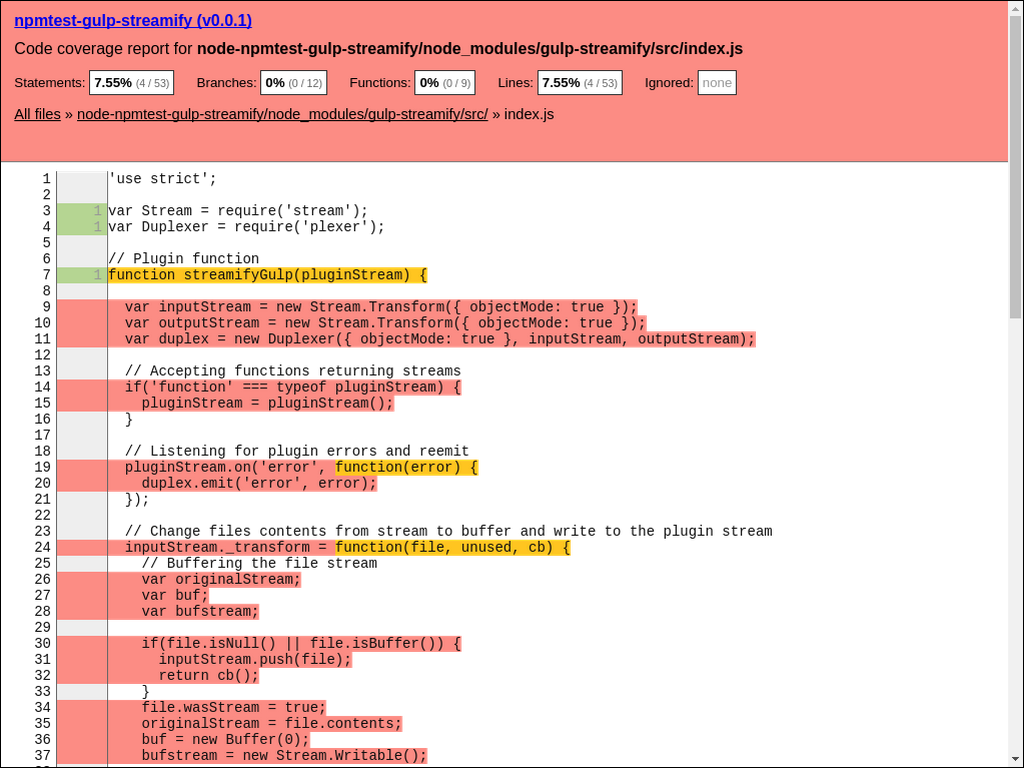 npmtest-gulp-streamify (v0.0.1)
Code coverage report for node-npmtest-gulp-streamify/node_modules/gulp-streamify/src/index.js
Statements: 7.55% (4 / 53) Branches: 0% (0 / 12) Functions: 0% (0 / 9) Lines: 7.55% (4 / 53) Ignored: none
All files » node-npmtest-gulp-streamify/node_modules/gulp-streamify/src/ » index.js
1 'use strict';
2
3 1 var Stream = require('stream');
4 1 var Duplexer = require('plexer');
5
6 // Plugin function
7 1 function streamifyGulp(pluginStream) {
8
9 var inputStream = new Stream.Transform({ objectMode: true });
10 var outputStream = new Stream.Transform({ objectMode: true });
11 var duplex = new Duplexer({ objectMode: true }, inputStream, outputStream);
12
13 // Accepting functions returning streams
14 if('function' === typeof pluginStream) {
15 pluginStream = pluginStream();
16 }
17
18 // Listening for plugin errors and reemit
19 pluginStream.on('error', function(error) {
20 duplex.emit('error', error);
21 });
22
23 // Change files contents from stream to buffer and write to the plugin stream
24 inputStream._transform = function(file, unused, cb) {
25 // Buffering the file stream
26 var originalStream;
27 var buf;
28 var bufstream;
29
30 if(file.isNull() || file.isBuffer()) {
31 inputStream.push(file);
32 return cb();
33 }
34 file.wasStream = true;
35 originalStream = file.contents;
36 buf = new Buffer(0);
37 bufstream = new Stream.Writable();